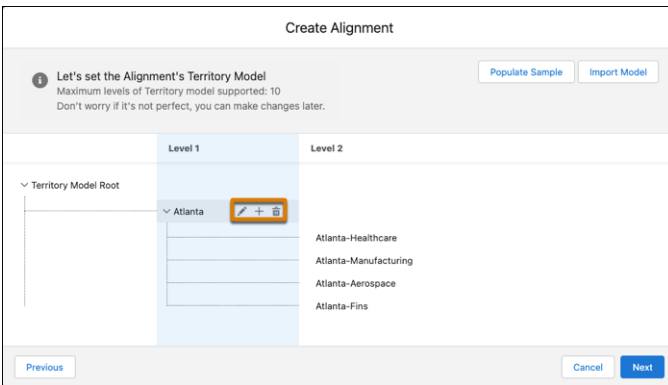 Create Alignment
Let's set the Alignment's Territory Model
Maximum levels of Territory model supported: 10
Don't worry if it's not perfect, you can make changes later.
Populate Sample
Import Model
Level 1
Level 2
Territory Model Root
Atlanta
Atlanta-Healthcare
Atlanta-Manufacturing
Atlanta-Aerospace
Atlanta-Fins
Previous
Cancel
Next